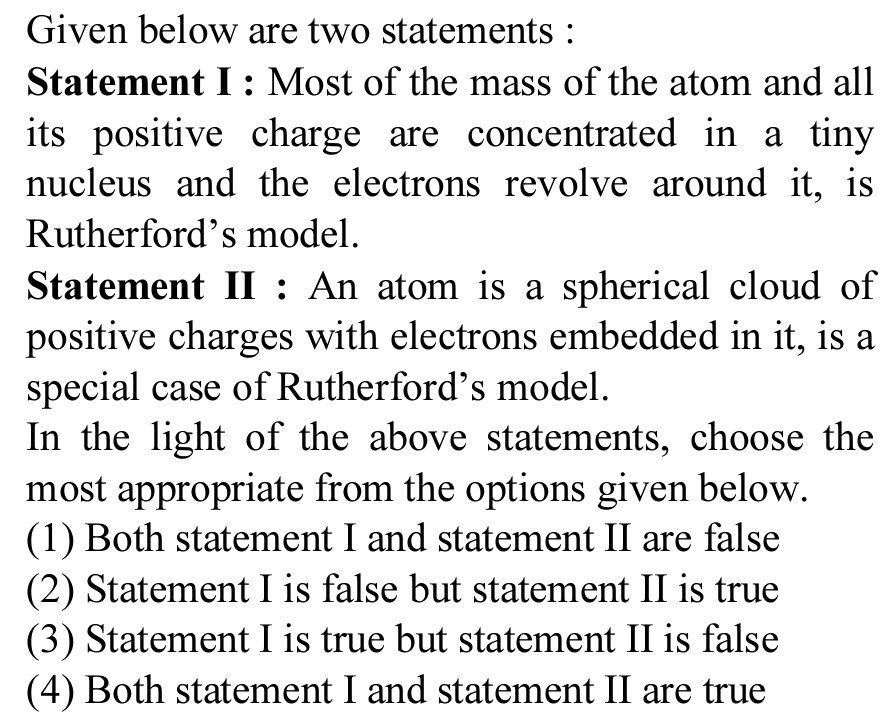 Given below are two statements :
Statement I : Most of the mass of the atom and all
its positive charge are concentrated in a tiny
nucleus and the electrons revolve around it, is
Rutherford’s model.
Statement II : An atom is a spherical cloud of
positive charges with electrons embedded in it, is a
special case of Rutherford’s model.
In the light of the above statements, choose the
most appropriate from the options given below.
(1) Both statement I and statement II are false
(2) Statement I is false but statement II is true
(3) Statement I is true but statement II is false
(4) Both statement I and statement II are true